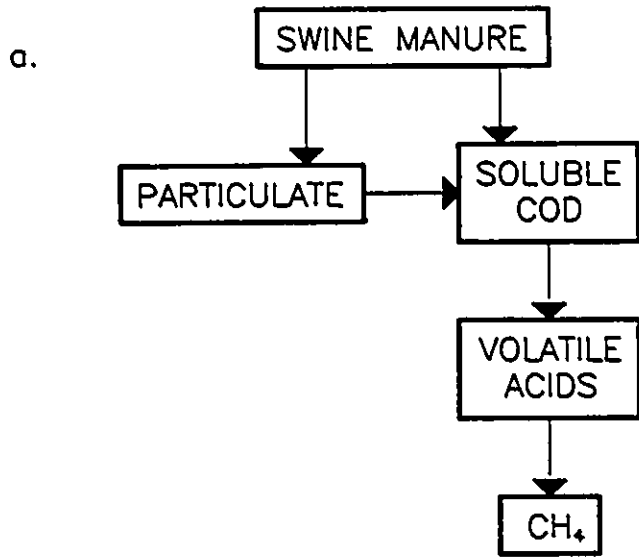 a.
SWINE MANURE
PARTICULATE
SOLUBLE
COD
VOLATILE
ACIDS
CH₄